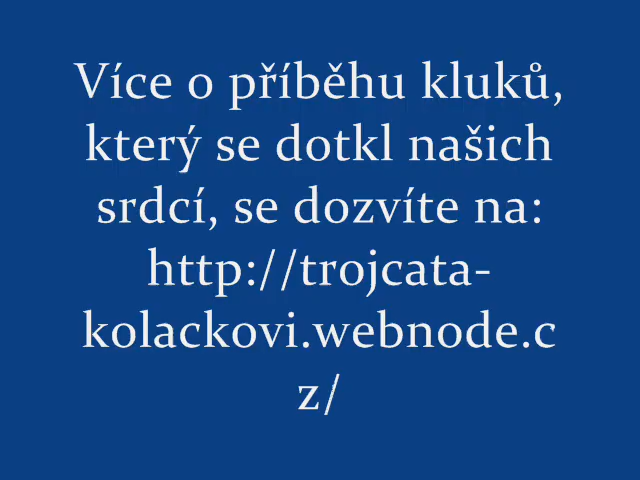 Více o příběhu kluků,
který se dotkl našich
srdcí, se dozvíte na:
http://trojcata-
kolackovi.webnode.c
z/